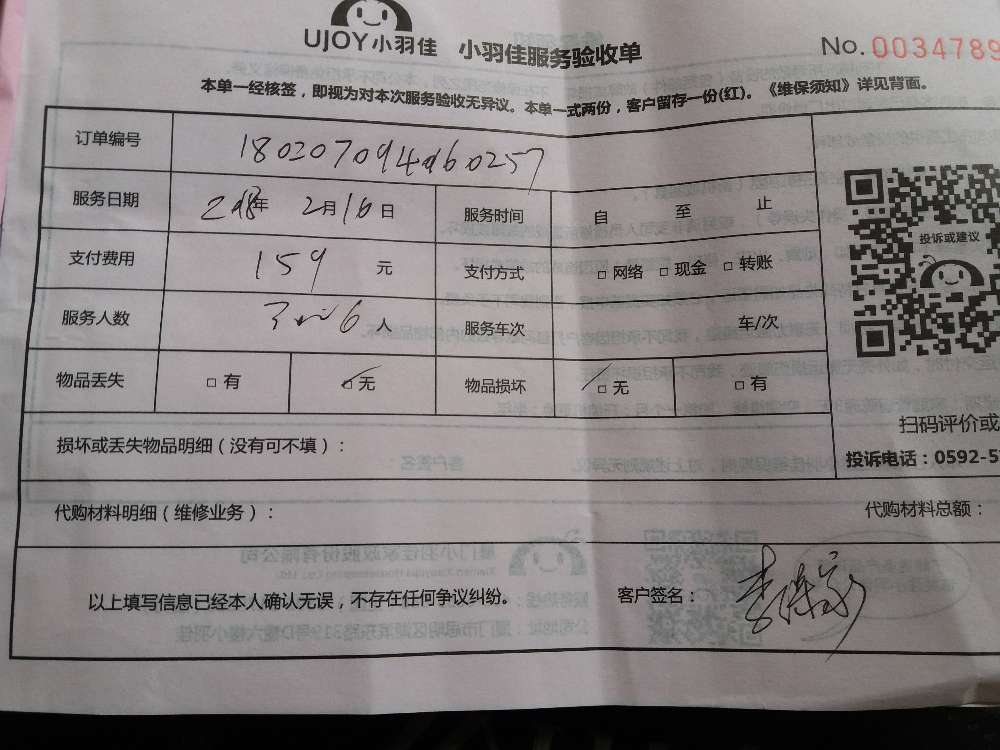 UJOY小羽佳 小羽佳服务验收单 No. 0034789
本单一经核签，即视为对本次服务验收无异议。本单一式两份，客户留存一份(红)。《维保须知》详见背面。
订单编号
服务日期 2018年 2月16日 服务时间 自 至 止
投诉或建议
支付费用 159 元 支付方式 □ 网络 □ 现金 □ 转账
服务人数 人 服务车次 车/次
物品丢失 □ 有 □ 无 物品损坏 □ 无 □ 有
扫码评价或
损坏或丢失物品明细（没有可不填）：
投诉电话：0592-5
代购材料明细（维修业务）： 代购材料总额：
以上填写信息已经本人确认无误，不存在任何争议纠纷。 客户签名：